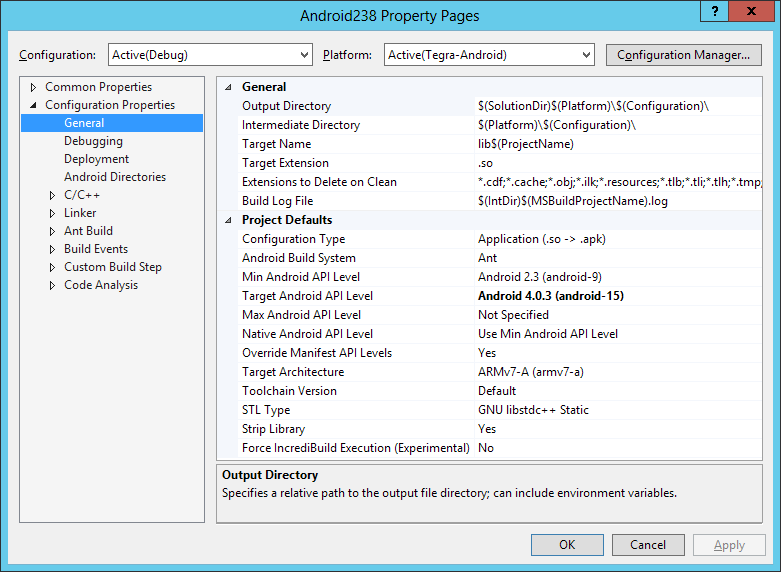 Android238 Property Pages
?
Configuration: Active(Debug) Platform: Active(Tegra-Android) Configuration Manager...
Common Properties
Configuration Properties
General
Debugging
Deployment
Android Directories
C/C++
Linker
Ant Build
Build Events
Custom Build Step
Code Analysis
General
Output Directory $(SolutionDir)$(Platform)\$(Configuration)\
Intermediate Directory $(Platform)\$(Configuration)\
Target Name lib$(ProjectName)
Target Extension .so
Extensions to Delete on Clean *.cdf;*.cache;*.obj;*.ilk;*.resources;*.tlb;*.tli;*.tlh;*.tmp;
Build Log File $(IntDir)$(MSBuildProjectName).log
Project Defaults
Configuration Type Application (.so -> .apk)
Android Build System Ant
Min Android API Level Android 2.3 (android-9)
Target Android API Level Android 4.0.3 (android-15)
Max Android API Level Not Specified
Native Android API Level Use Min Android API Level
Override Manifest API Levels Yes
Target Architecture ARMv7-A (armv7-a)
Toolchain Version Default
STL Type GNU libstdc++ Static
Strip Library Yes
Force IncrediBuild Execution (Experimental) No
Output Directory
Specifies a relative path to the output file directory; can include environment variables.
OK Cancel Apply